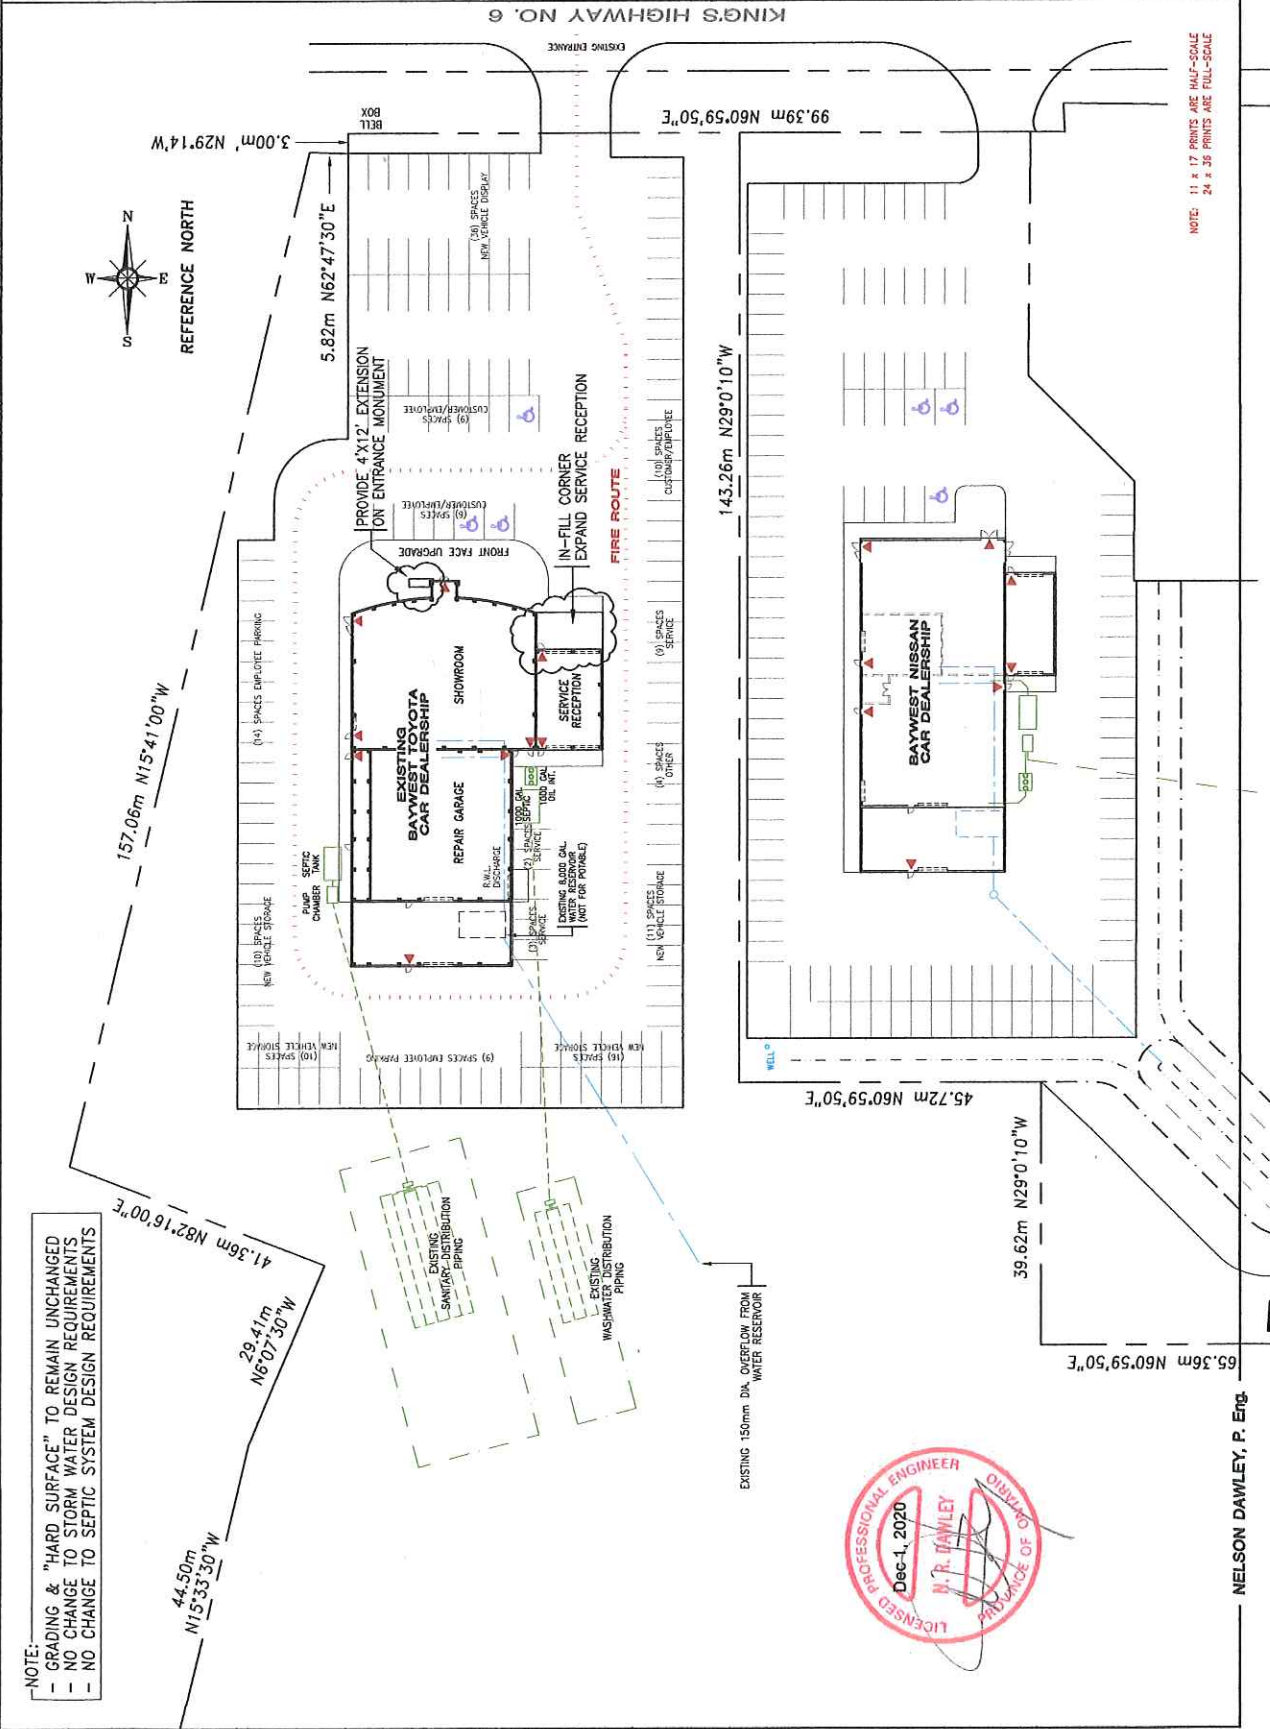 NOTE:
- GRADING & "HARD SURFACE" TO REMAIN UNCHANGED
- NO CHANGE TO STORM WATER DESIGN REQUIREMENTS
- NO CHANGE TO SEPTIC SYSTEM DESIGN REQUIREMENTS
44.50m
N15°33'30"W
29.41m
N6°07'30"W
41.36m N82°16'00"E
157.06m N15°41'00"W
N
W
E
S
REFERENCE NORTH
3.00m' N29°14'W
5.82m N62°47'30"E
BELL
BOX
KING'S HIGHWAY NO. 6
EXISTING ENTRANCE
99.39m N60°59'50"E
(36) SPACES
NEW VEHICLE DISPLAY
PROVIDE 4'X12' EXTENSION
ON ENTRANCE MONUMENT
(9) SPACES
CUSTOMER/EMPLOYEE
(6) SPACES
CUSTOMER/EMPLOYEE
FRONT FACE UPGRADE
IN-FILL CORNER
EXPAND SERVICE RECEPTION
FIRE ROUTE
(10) SPACES
CUSTOMER/EMPLOYEE
(9) SPACES
SERVICE
(4) SPACES
OTHER
(11) SPACES
NEW VEHICLE STORAGE
(14) SPACES EMPLOYEE PARKING
(10) SPACES
NEW VEHICLE STORAGE
(10) SPACES
NEW VEHICLE STORAGE
(9) SPACES EMPLOYEE PARKING
(16) SPACES
NEW VEHICLE STORAGE
PUMP
CHAMBER
SEPTIC
TANK
EXISTING
BAYWEST TOYOTA
CAR DEALERSHIP
SHOWROOM
REPAIR GARAGE
SERVICE
RECEPTION
R.W.L.
DISCHARGE
1000 GAL
SEPTIC
1000 GAL
OIL INT.
(2) SPACES
SERVICE
(3) SPACES
SERVICE
EXISTING 8,000 GAL.
WATER RESERVOIR
(NOT FOR POTABLE)
EXISTING
SANITARY DISTRIBUTION
PIPING
EXISTING
WASHWATER DISTRIBUTION
PIPING
EXISTING 150mm DIA. OVERFLOW FROM
WATER RESERVOIR
143.26m N29°0'10"W
BAYWEST NISSAN
CAR DEALERSHIP
WELL
45.72m N60°59'50"E
39.62m N29°0'10"W
65.36m N60°59'50"E
LICENSED PROFESSIONAL ENGINEER
Dec 1, 2020
N. R. DAWLEY
PROVINCE OF ONTARIO
NELSON DAWLEY, P. Eng.
NOTE: 11 x 17 PRINTS ARE HALF-SCALE
24 x 36 PRINTS ARE FULL-SCALE